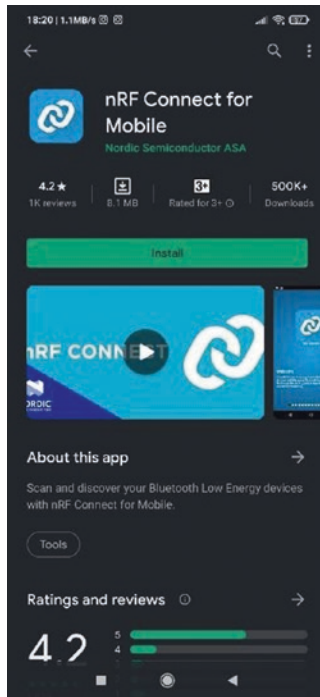 18:20 | 1.1MB/s
nRF Connect for
Mobile
Nordic Semiconductor ASA
4.2★
3+
500K+
1K reviews
8.1 MB
Rated for 3+
Downloads
Install
nRF CONNECT
NORDIC
About this app
Scan and discover your Bluetooth Low Energy devices
with nRF Connect for Mobile.
Tools
Ratings and reviews
4.2
5
4